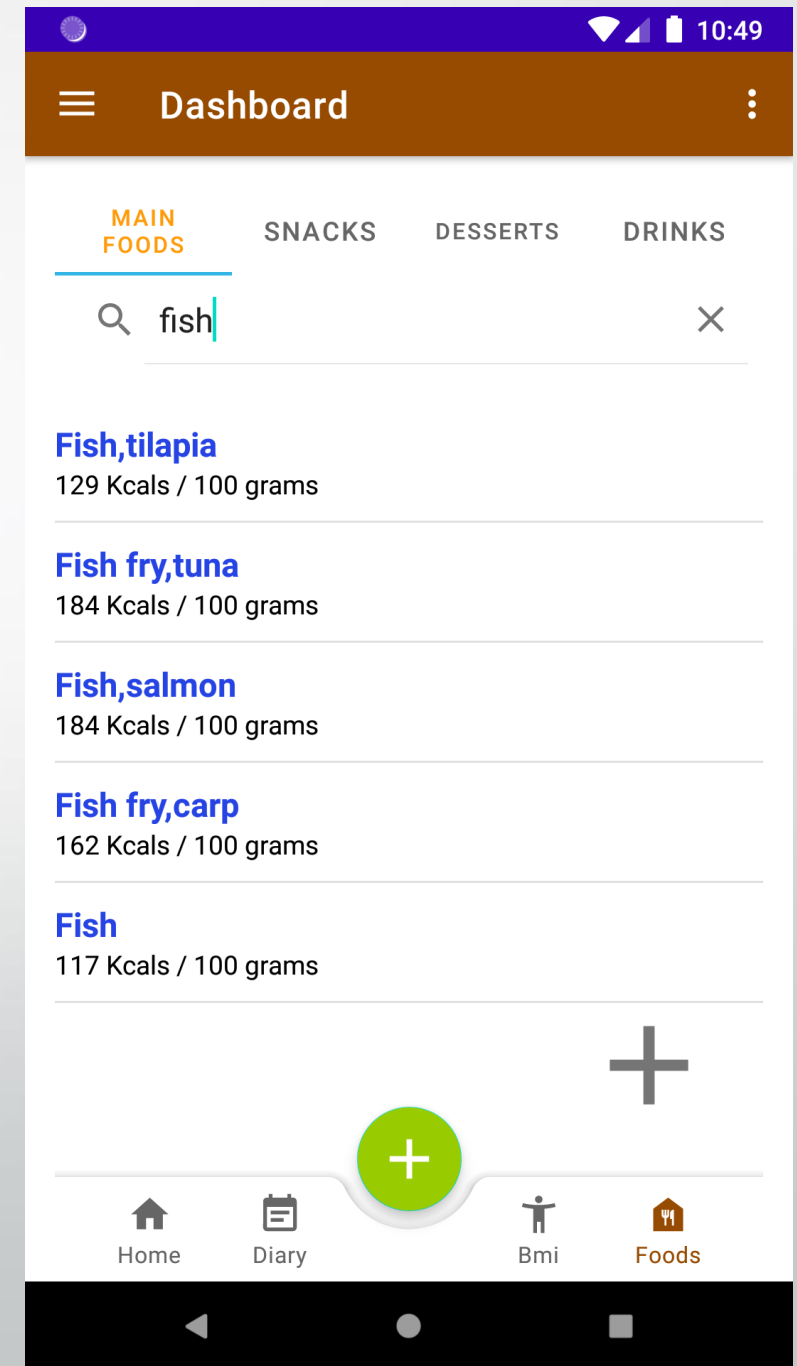 10:49
Dashboard
MAIN
FOODS
SNACKS
DESSERTS
DRINKS
fish
Fish,tilapia
129 Kcals / 100 grams
Fish fry,tuna
184 Kcals / 100 grams
Fish,salmon
184 Kcals / 100 grams
Fish fry,carp
162 Kcals / 100 grams
Fish
117 Kcals / 100 grams
Home
Diary
Bmi
Foods